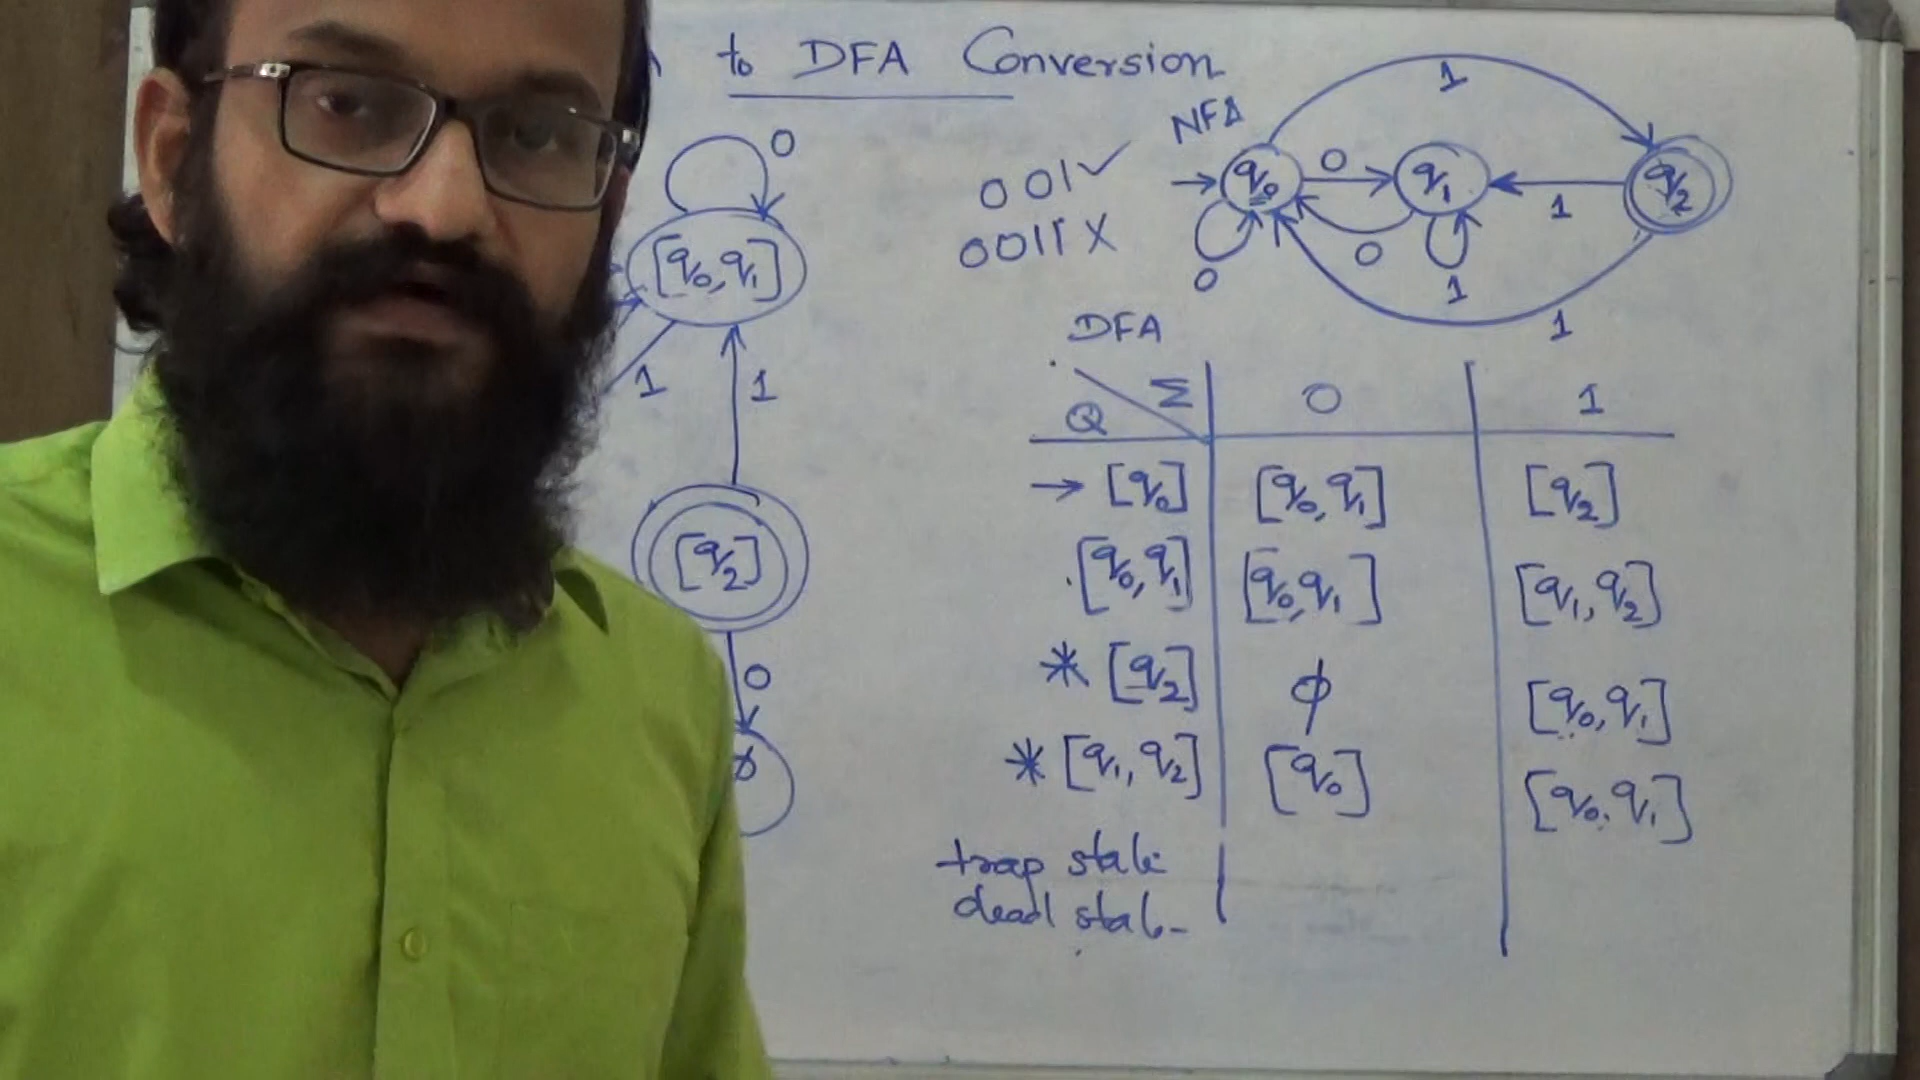 to DFA Conversion
NFA
001✓
0011 X
→ q0 0 q1 1 q2
1
0
0
1
1
0
[q0,q1]
1
1
[q2]
0
φ
DFA
Q Σ 0 1
→ [q0] [q0,q1] [q2]
[q0,q1] [q0,q1] [q1,q2]
* [q2] φ [q0,q1]
* [q1,q2] [q0] [q0,q1]
trap state
dead state